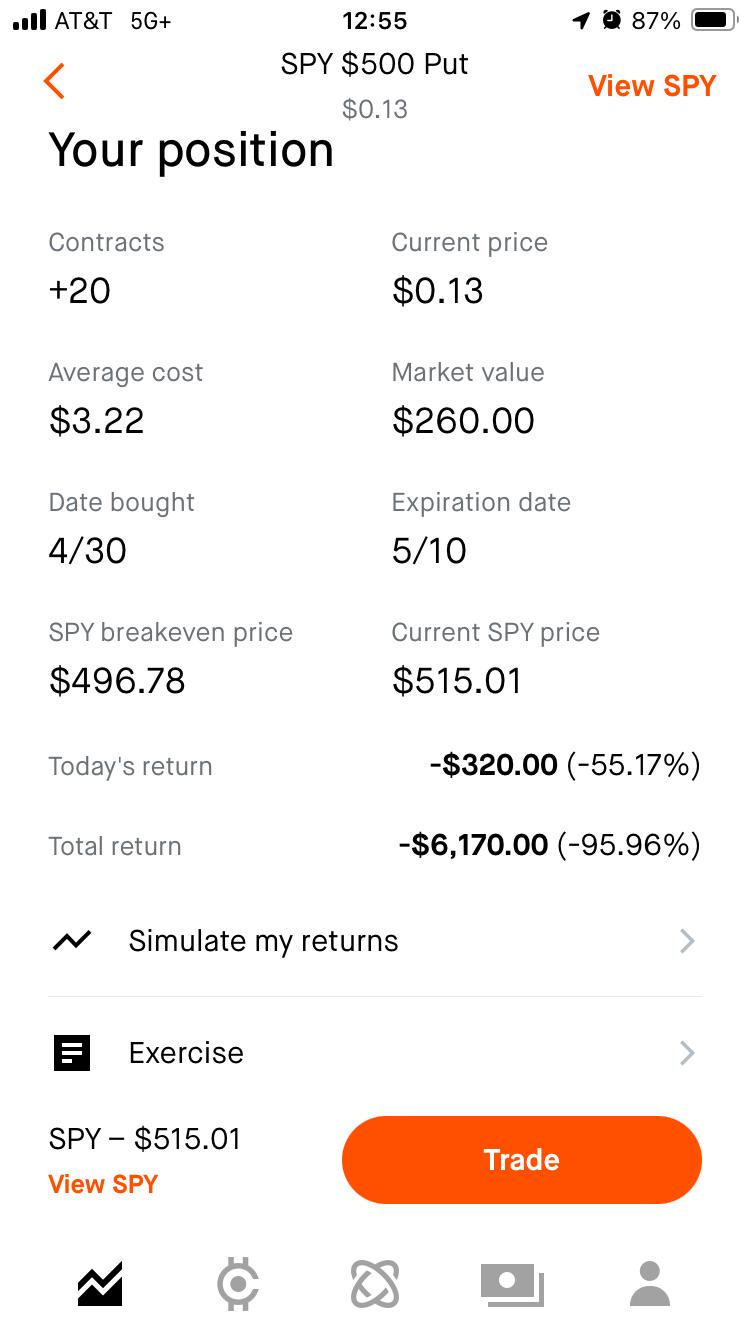 AT&T 5G+ 12:55 87%
SPY $500 Put
View SPY
$0.13
Your position
Contracts Current price
+20 $0.13
Average cost Market value
$3.22 $260.00
Date bought Expiration date
4/30 5/10
SPY breakeven price Current SPY price
$496.78 $515.01
Today's return -$320.00 (-55.17%)
Total return -$6,170.00 (-95.96%)
Simulate my returns
Exercise
SPY – $515.01
View SPY
Trade